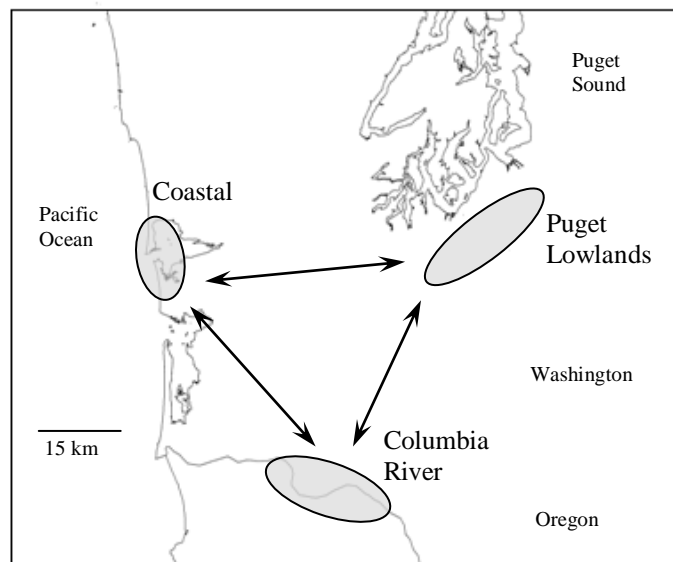 Puget
Sound
Coastal
Pacific
Ocean
Puget
Lowlands
Washington
15 km
Columbia
River
Oregon